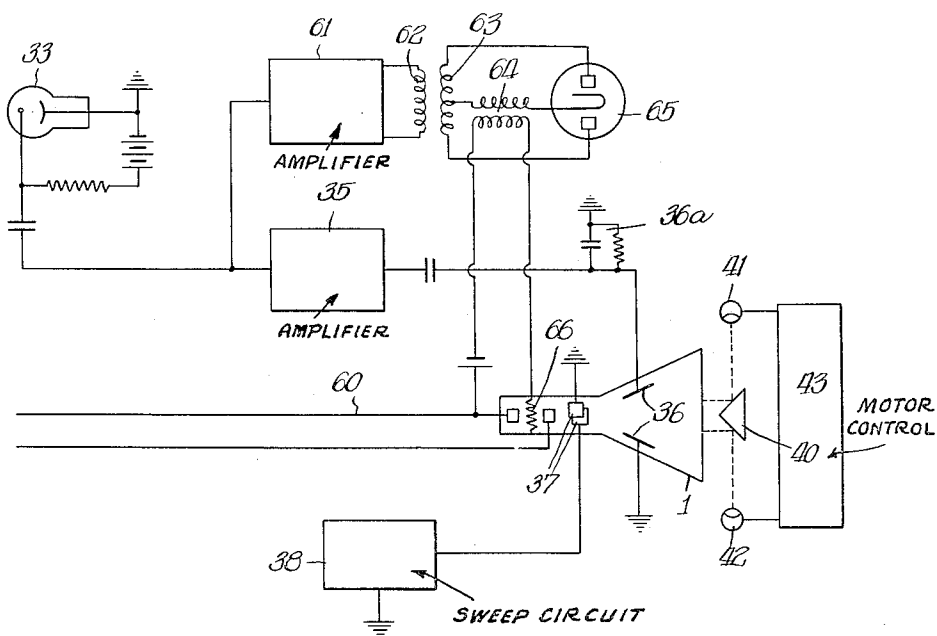 33
61
62
63
64
65
AMPLIFIER
35
36a
AMPLIFIER
66
41
60
36
43
MOTOR
CONTROL
40
37
1
42
38
SWEEP CIRCUIT